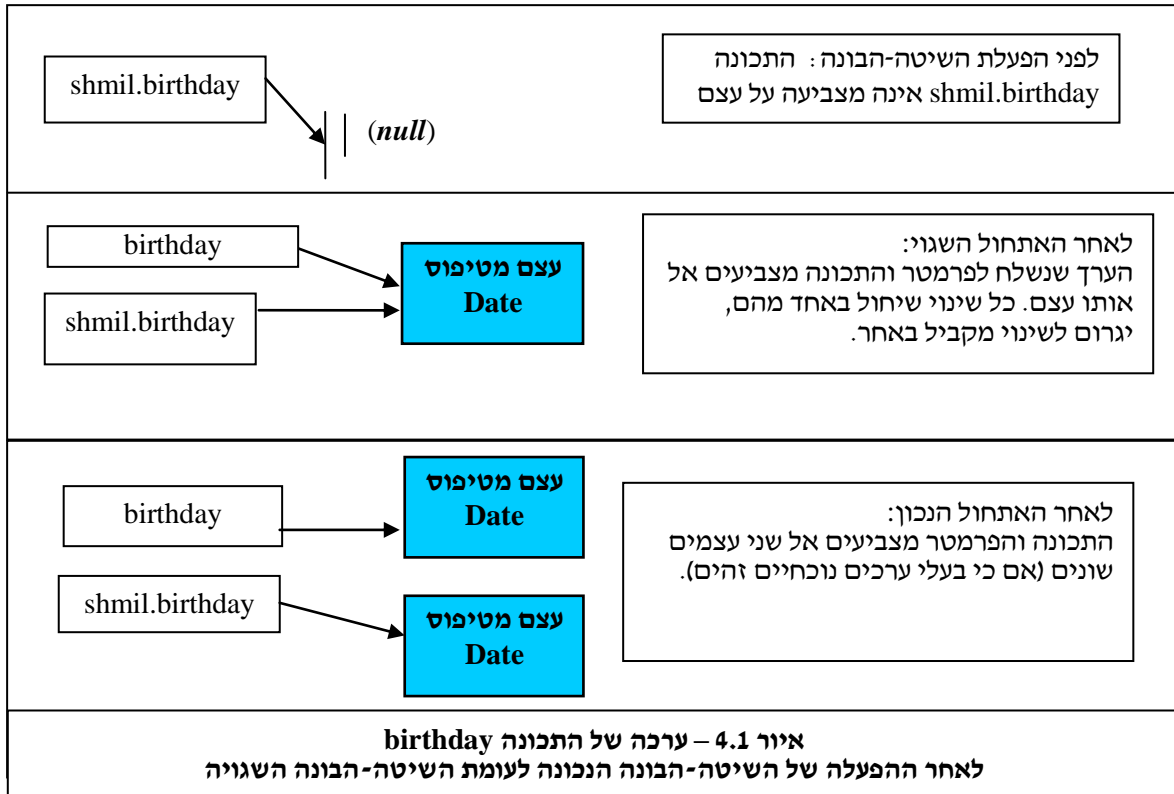 לפני הפעלת השיטה-הבונה: התכונה
shmil.birthday אינה מצביעה על עצם
shmil.birthday
(null)
לאחר האתחול השגוי:
הערך שנשלח לפרמטר והתכונה מצביעים אל
אותו עצם. כל שינוי שיחול באחד מהם,
יגרום לשינוי מקביל באחר.
עצם מטיפוס
Date
birthday
shmil.birthday
לאחר האתחול הנכון:
התכונה והפרמטר מצביעים אל שני עצמים
שונים (אם כי בעלי ערכים נוכחיים זהים).
עצם מטיפוס
Date
birthday
עצם מטיפוס
Date
shmil.birthday
איור 4.1 – ערכה של התכונה birthday
לאחר ההפעלה של השיטה-הבונה הנכונה לעומת השיטה-הבונה השגויה